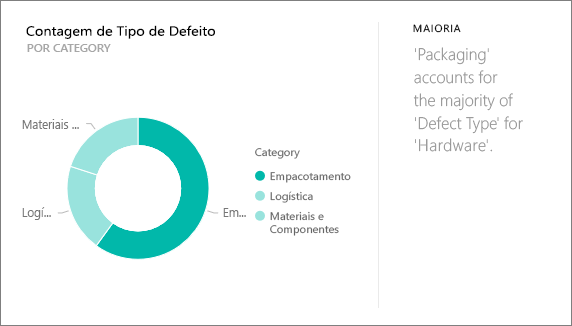 Contagem de Tipo de Defeito
POR CATEGORY
Materiais ...
Logí...
Em...
Category
Empacotamento
Logística
Materiais e
Componentes
MAIORIA
'Packaging'
accounts for
the majority of
'Defect Type' for
'Hardware'.